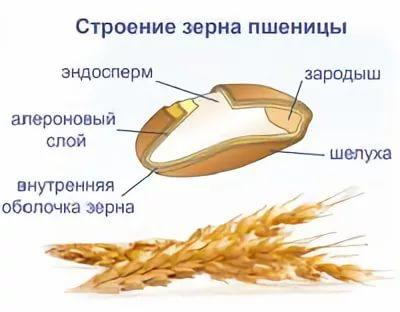 Строение зерна пшеницы
эндосперм
зародыш
алероновый
слой
шелуха
внутренняя
оболочка зерна